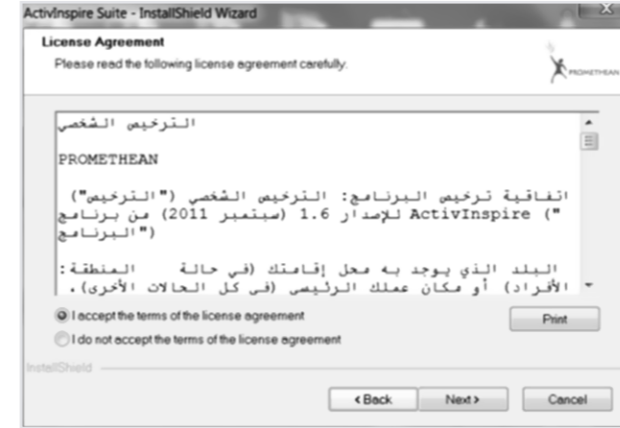 ActivInspire Suite - InstallShield Wizard
License Agreement
Please read the following license agreement carefully.
PROMETHEAN
الترخيص الشخصي
PROMETHEAN
اتفاقية ترخيص البرنامج: الترخيص الشخصي ("الترخيص")
للإصدار 1.6 (سبتمبر 2011) من برنامج ActivInspire ("
البرنامج")
البلد الذي يوجد به محل إقامتك (في حالة المنطقة:
الأفراد) أو مكان عملك الرئيسي (في كل الحالات الأخرى).
I accept the terms of the license agreement
Print
I do not accept the terms of the license agreement
InstallShield
< Back
Next >
Cancel